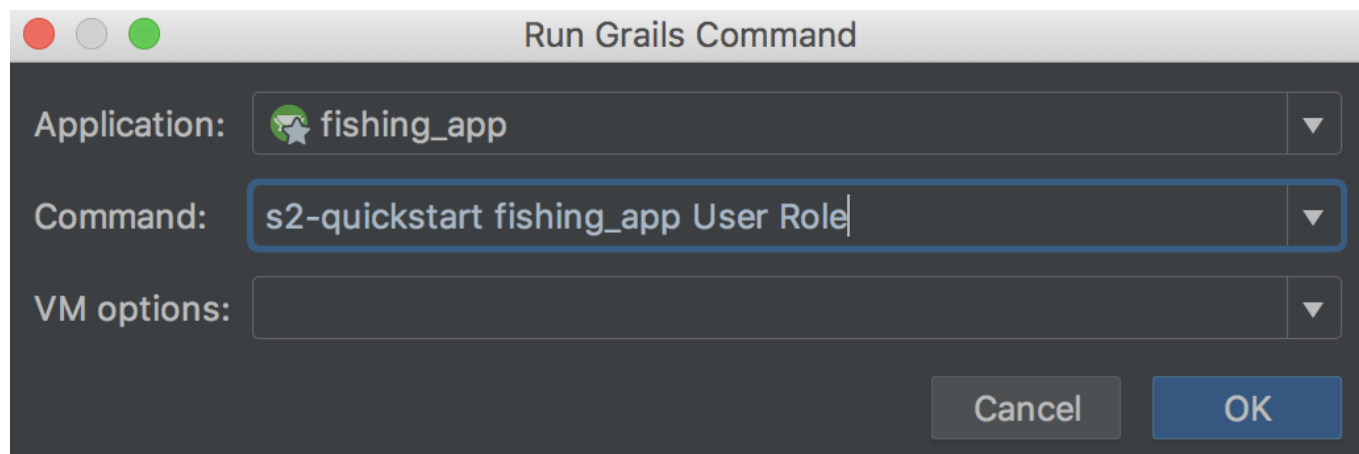 Run Grails Command
Application: fishing_app
Command: s2-quickstart fishing_app User Role
VM options:
Cancel OK